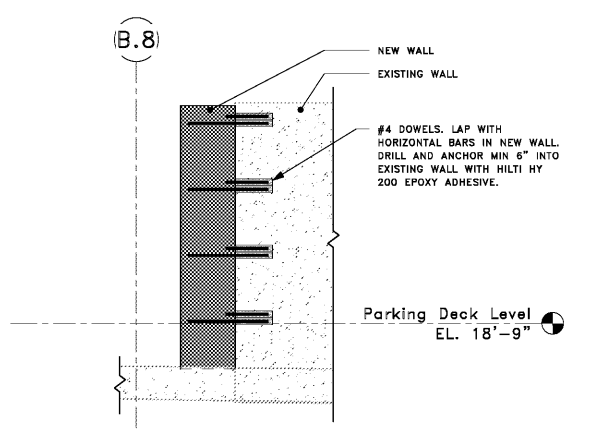 B.8
NEW WALL
EXISTING WALL
#4 DOWELS. LAP WITH
HORIZONTAL BARS IN NEW WALL.
DRILL AND ANCHOR MIN 6" INTO
EXISTING WALL WITH HILTI HY
200 EPOXY ADHESIVE.
Parking Deck Level
EL. 18'-9"